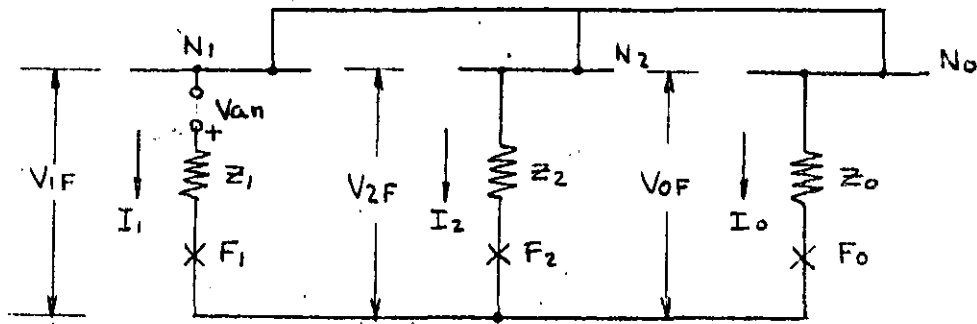 N1 N2 N0
Van
+
V1F I1 Z1 V2F I2 Z2 V0F I0 Z0
F1 F2 F0